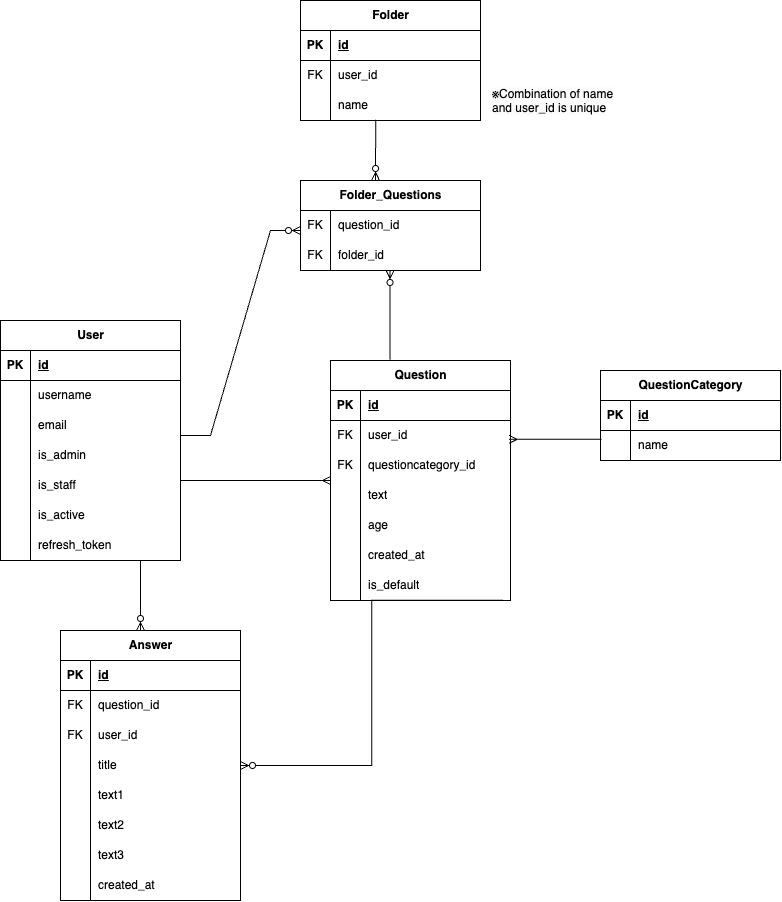 Folder
PK id
FK user_id
name
※Combination of name
and user_id is unique
Folder_Questions
FK question_id
FK folder_id
User
PK id
username
email
is_admin
is_staff
is_active
refresh_token
Question
PK id
FK user_id
FK questioncategory_id
text
age
created_at
is_default
QuestionCategory
PK id
name
Answer
PK id
FK question_id
FK user_id
title
text1
text2
text3
created_at